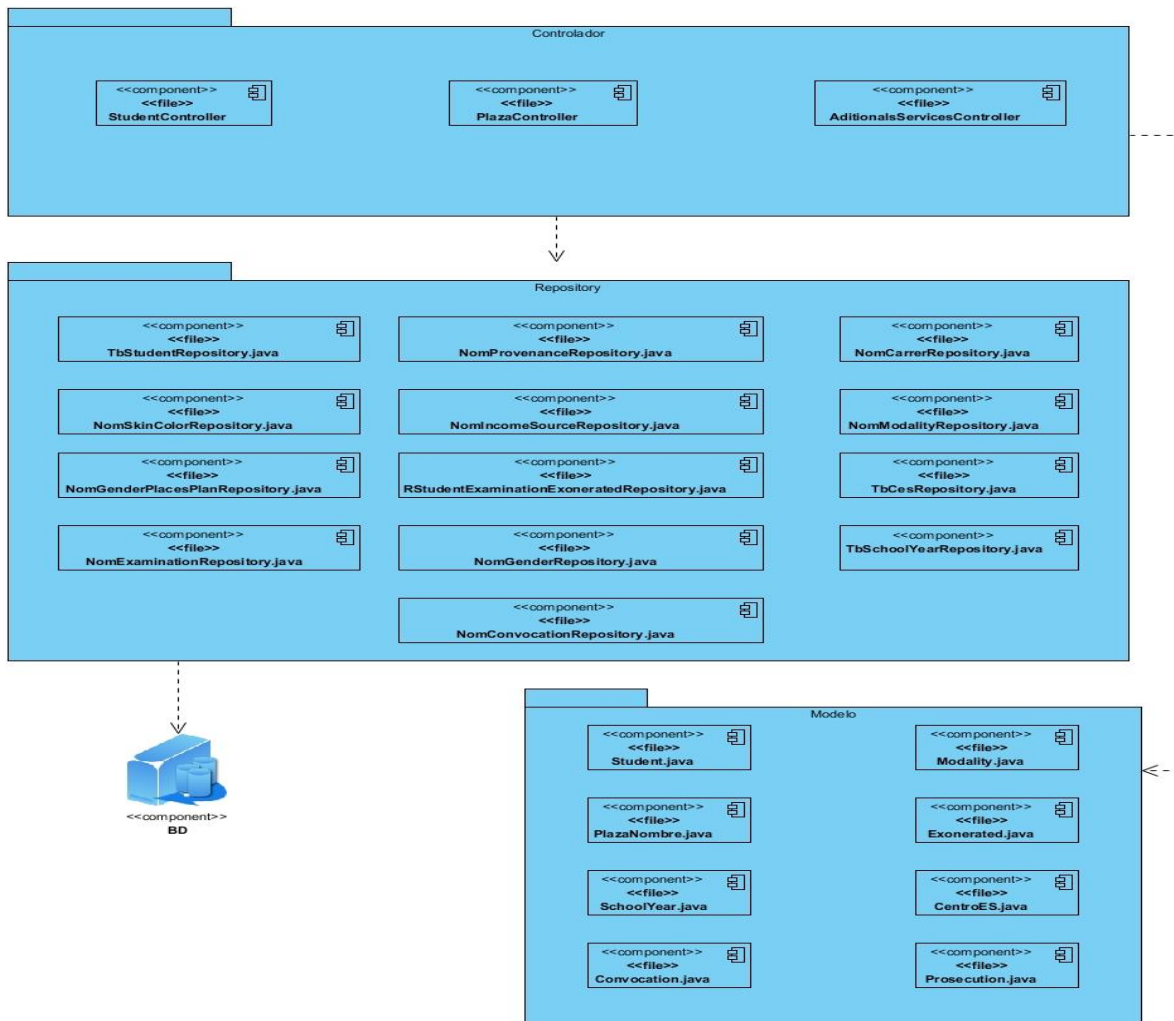 Controlador
<<component>>
<<file>>
StudentController
<<component>>
<<file>>
PlazaController
<<component>>
<<file>>
AditionalsServicesController
Repository
<<component>>
<<file>>
TbStudentRepository.java
<<component>>
<<file>>
NomProvenanceRepository.java
<<component>>
<<file>>
NomCarrerRepository.java
<<component>>
<<file>>
NomSkinColorRepository.java
<<component>>
<<file>>
NomIncomeSourceRepository.java
<<component>>
<<file>>
NomModalityRepository.java
<<component>>
<<file>>
NomGenderPlacesPlanRepository.java
<<component>>
<<file>>
RStudentExaminationExoneratedRepository.java
<<component>>
<<file>>
TbCesRepository.java
<<component>>
<<file>>
NomExaminationRepository.java
<<component>>
<<file>>
NomGenderRepository.java
<<component>>
<<file>>
TbSchoolYearRepository.java
<<component>>
<<file>>
NomConvocationRepository.java
<<component>>
BD
Modelo
<<component>>
<<file>>
Student.java
<<component>>
<<file>>
Modality.java
<<component>>
<<file>>
PlazaNombre.java
<<component>>
<<file>>
Exonerated.java
<<component>>
<<file>>
SchoolYear.java
<<component>>
<<file>>
CentroES.java
<<component>>
<<file>>
Convocation.java
<<component>>
<<file>>
Prosecution.java